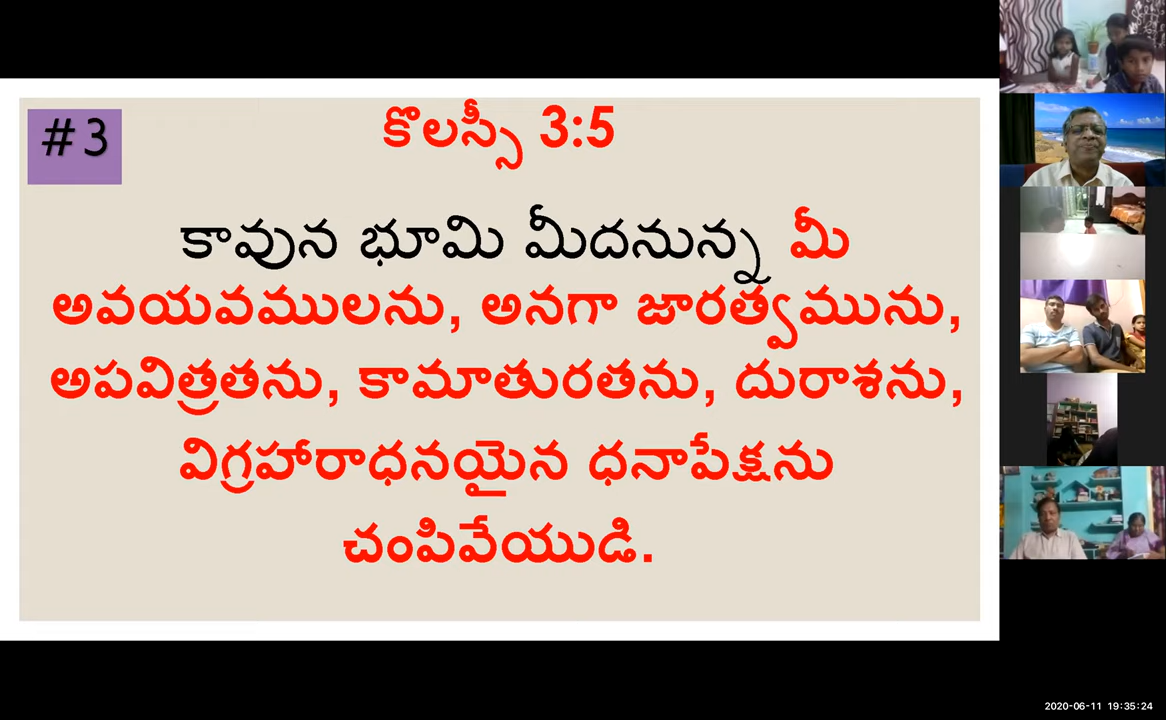 #3
కొలస్సీ 3:5
కావున భూమి మీదనున్న మీ
అవయవములను, అనగా జారత్వమును,
అపవిత్రతను, కామాతురతను, దురాశను,
విగ్రహారాధనయైన ధనాపేక్షను
చంపివేయుడి.
2020-06-11 19:35:24